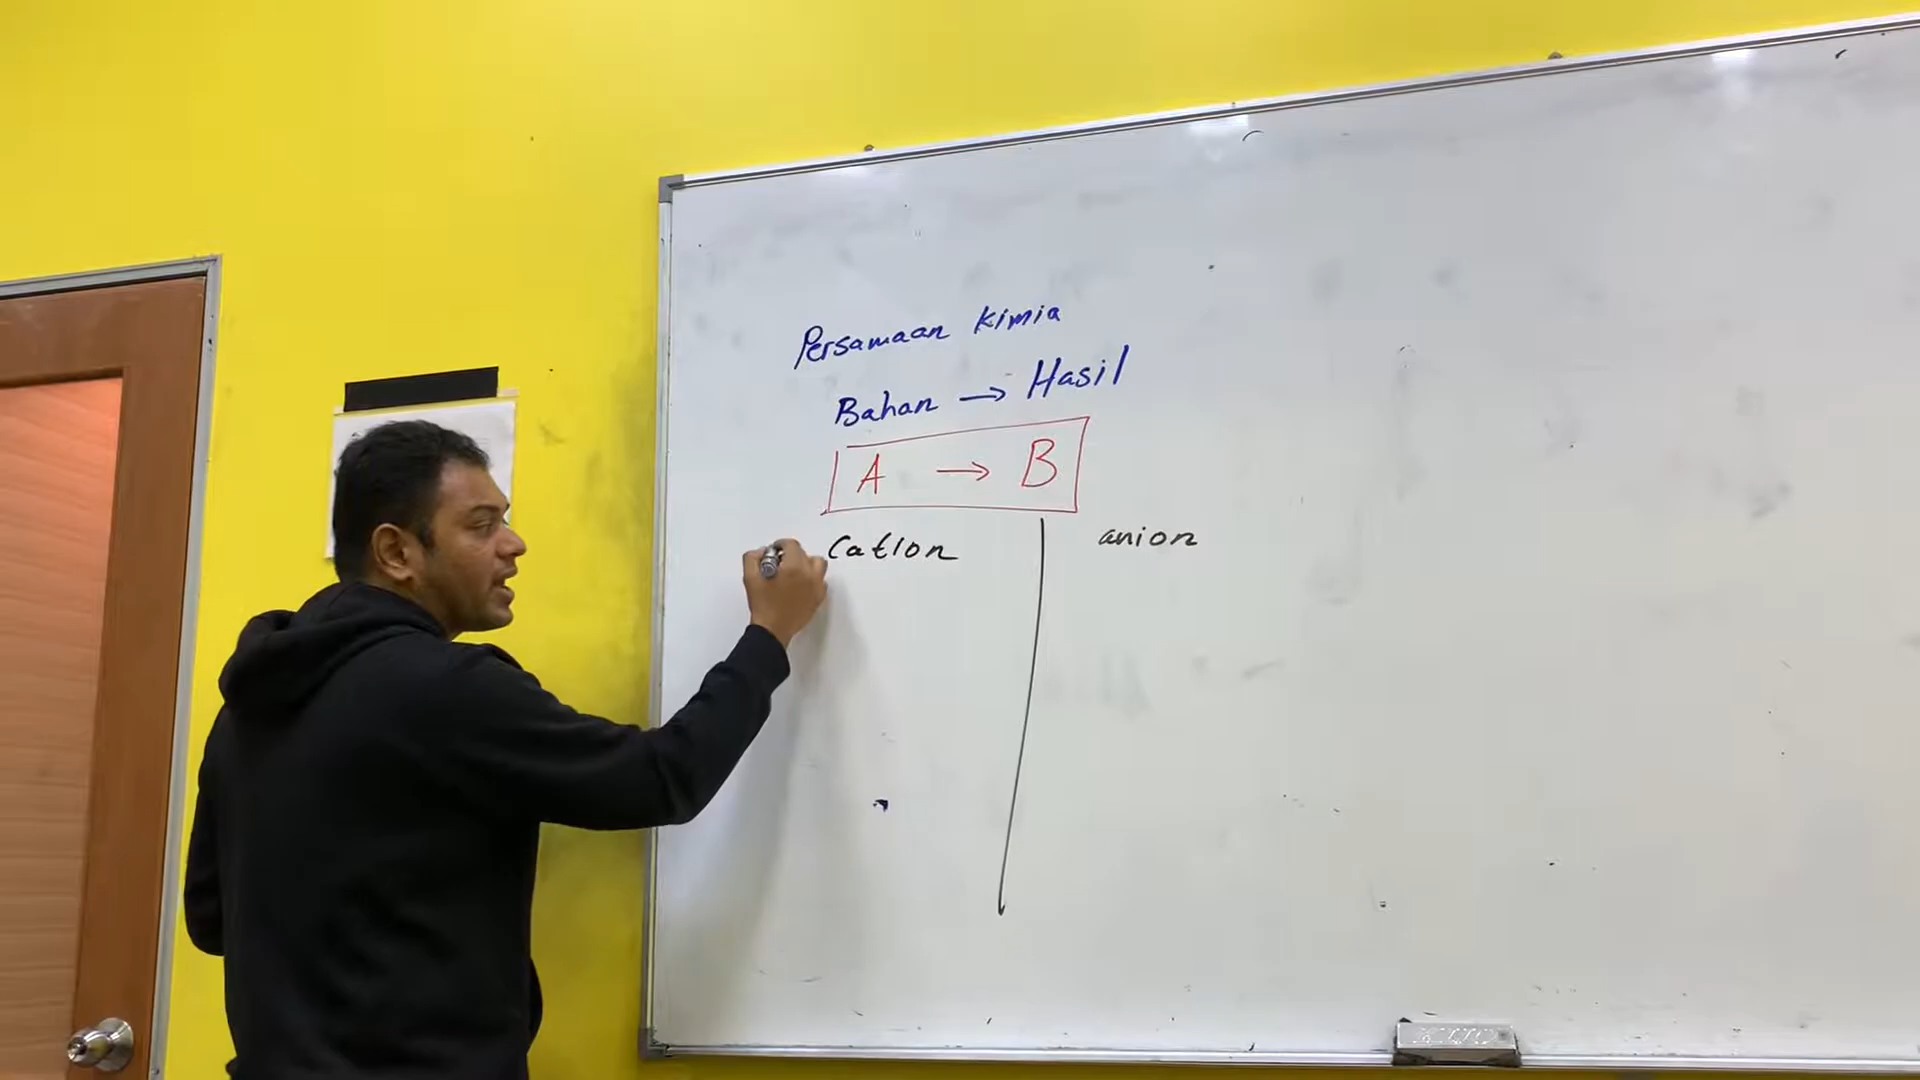 Persamaan Kimia
Bahan → Hasil
A → B
Cation
anion